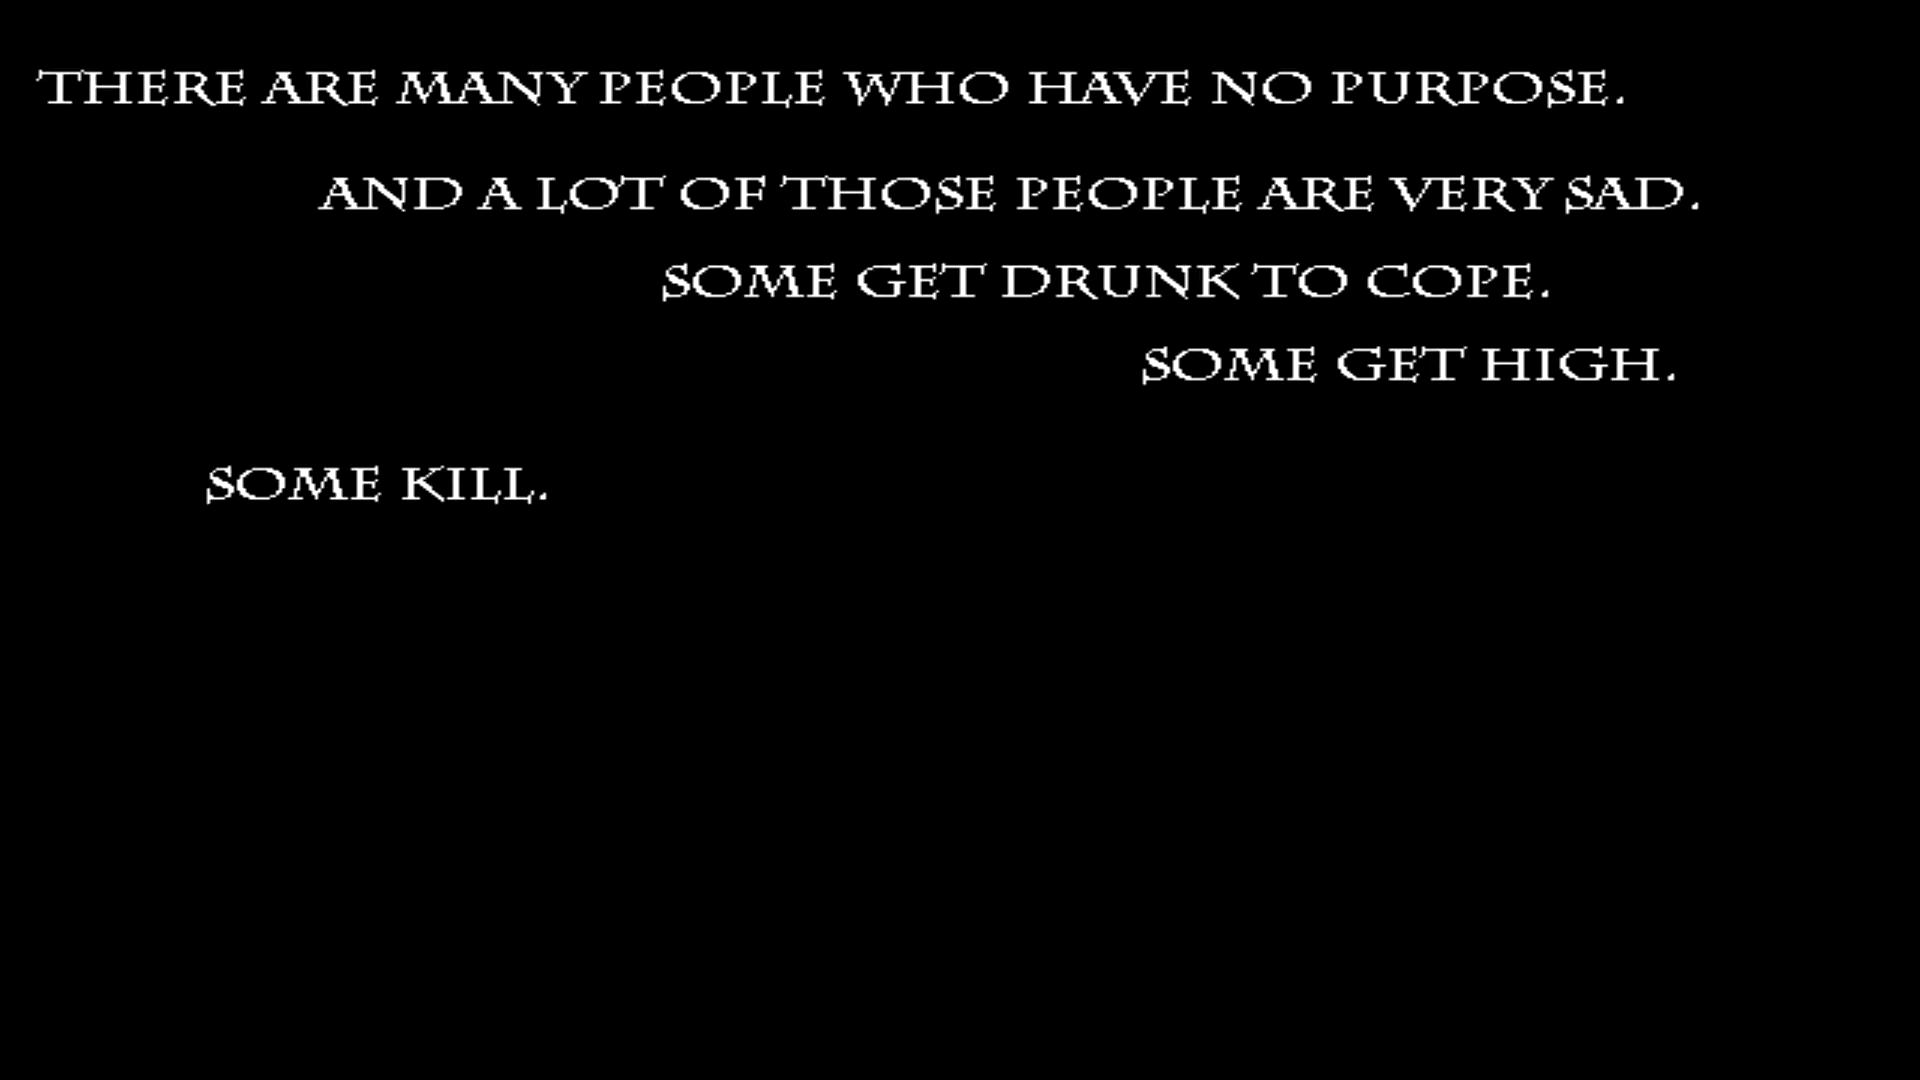 THERE ARE MANY PEOPLE WHO HAVE NO PURPOSE.
AND A LOT OF THOSE PEOPLE ARE VERY SAD.
SOME GET DRUNK TO COPE.
SOME GET HIGH.
SOME KILL.